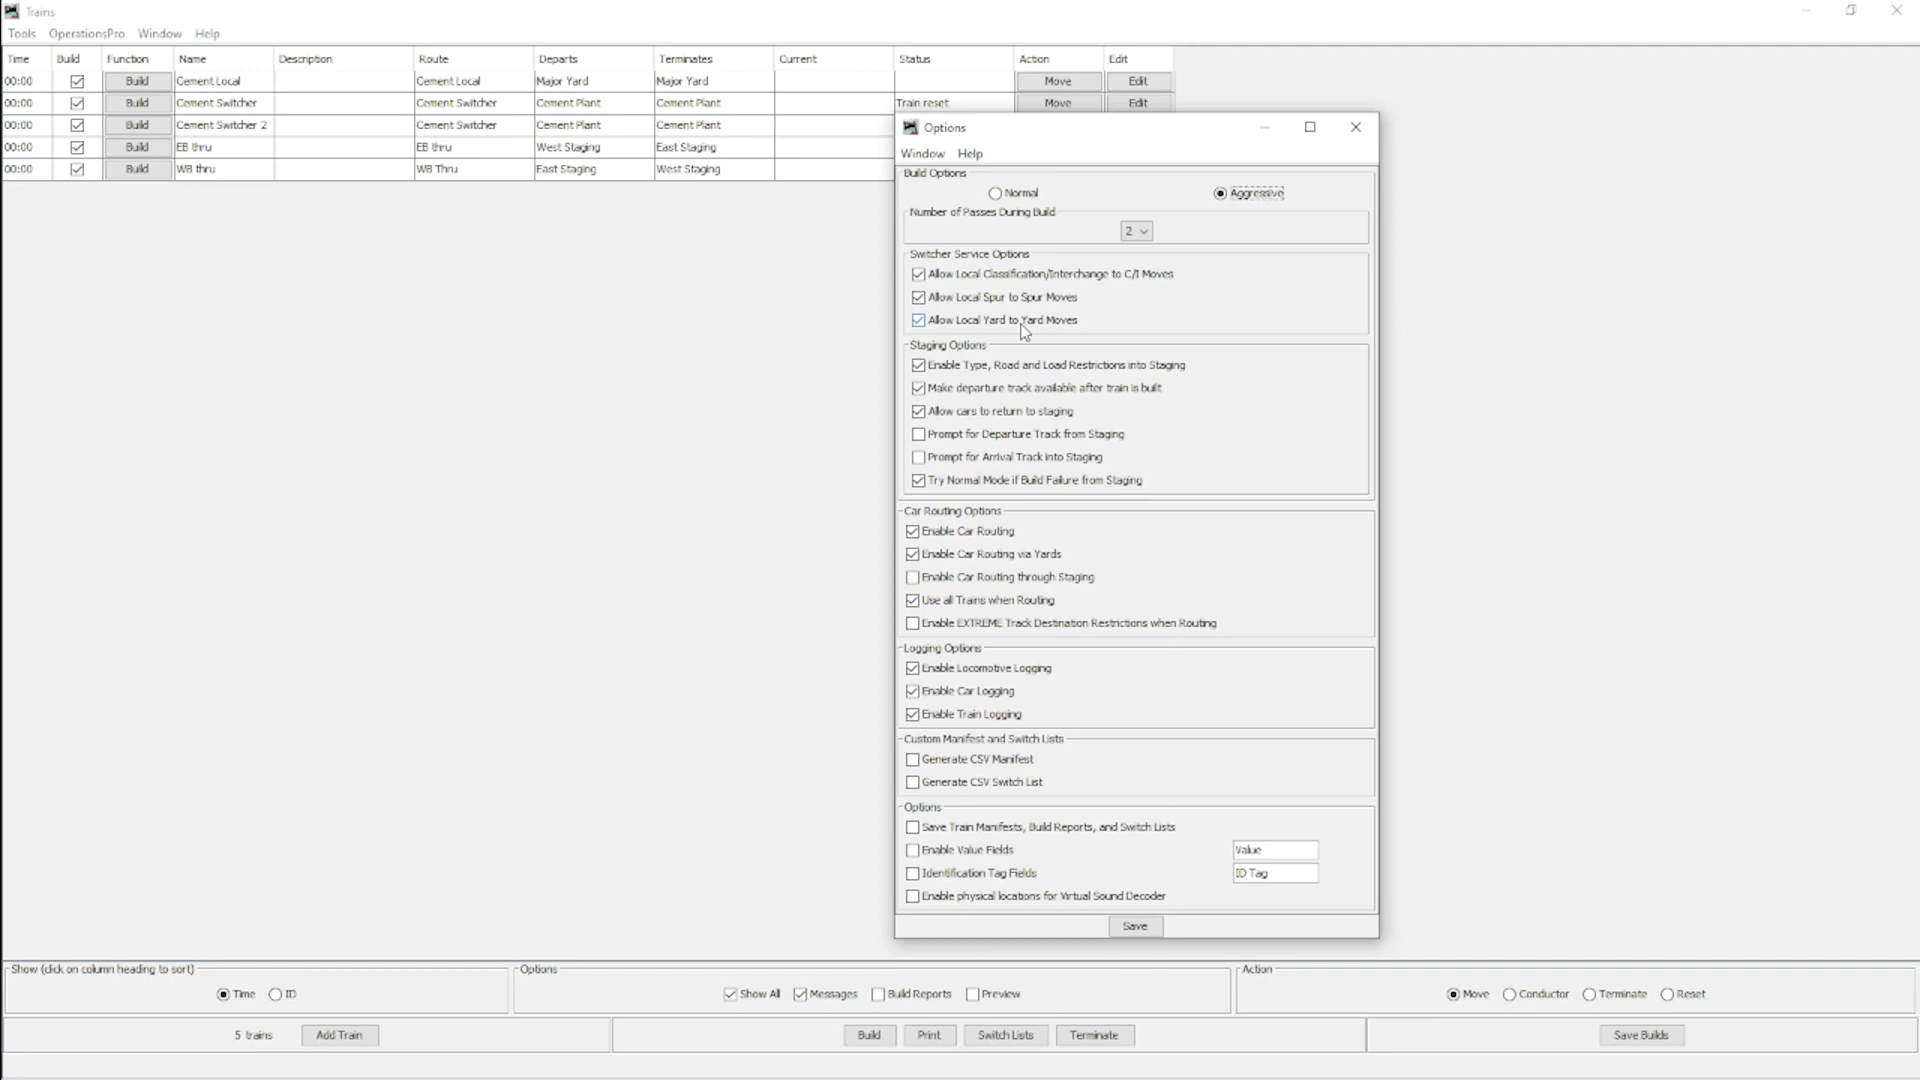 Trains
Tools OperationsPro Window Help
Time Build Function Name Description Route Departs Terminates Current Status Action Edit
00:00 Build Cement Local Cement Local Major Yard Major Yard Move Edit
00:00 Build Cement Switcher Cement Switcher Cement Plant Cement Plant Train reset Move Edit
00:00 Build Cement Switcher 2 Cement Switcher Cement Plant Cement Plant
00:00 Build EB thru EB thru West Staging East Staging
00:00 Build WB thru WB Thru East Staging West Staging
Options
Window Help
Build Options
Normal Aggressive
Number of Passes During Build
2
Switcher Service Options
Allow Local Classification/Interchange to C/I Moves
Allow Local Spur to Spur Moves
Allow Local Yard to Yard Moves
Staging Options
Enable Type, Road and Load Restrictions into Staging
Make departure track available after train is built
Allow cars to return to staging
Prompt for Departure Track from Staging
Prompt for Arrival Track into Staging
Try Normal Mode if Build Failure from Staging
Car Routing Options
Enable Car Routing
Enable Car Routing via Yards
Enable Car Routing through Staging
Use all Trains when Routing
Enable EXTREME Track Destination Restrictions when Routing
Logging Options
Enable Locomotive Logging
Enable Car Logging
Enable Train Logging
Custom Manifest and Switch Lists
Generate CSV Manifest
Generate CSV Switch List
Options
Save Train Manifests, Build Reports, and Switch Lists
Enable Value Fields Value
Identification Tag Fields ID Tag
Enable physical locations for Virtual Sound Decoder
Save
Show (click on column heading to sort) Options Action
Time ID Show All Messages Build Reports Preview Move Conductor Terminate Reset
5 trains Add Train Build Print Switch Lists Terminate Save Builds